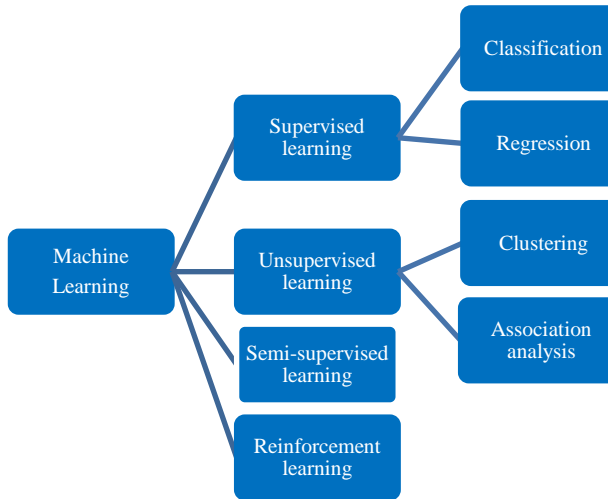 Machine
Learning
Supervised
learning
Classification
Regression
Unsupervised
learning
Clustering
Association
analysis
Semi-supervised
learning
Reinforcement
learning